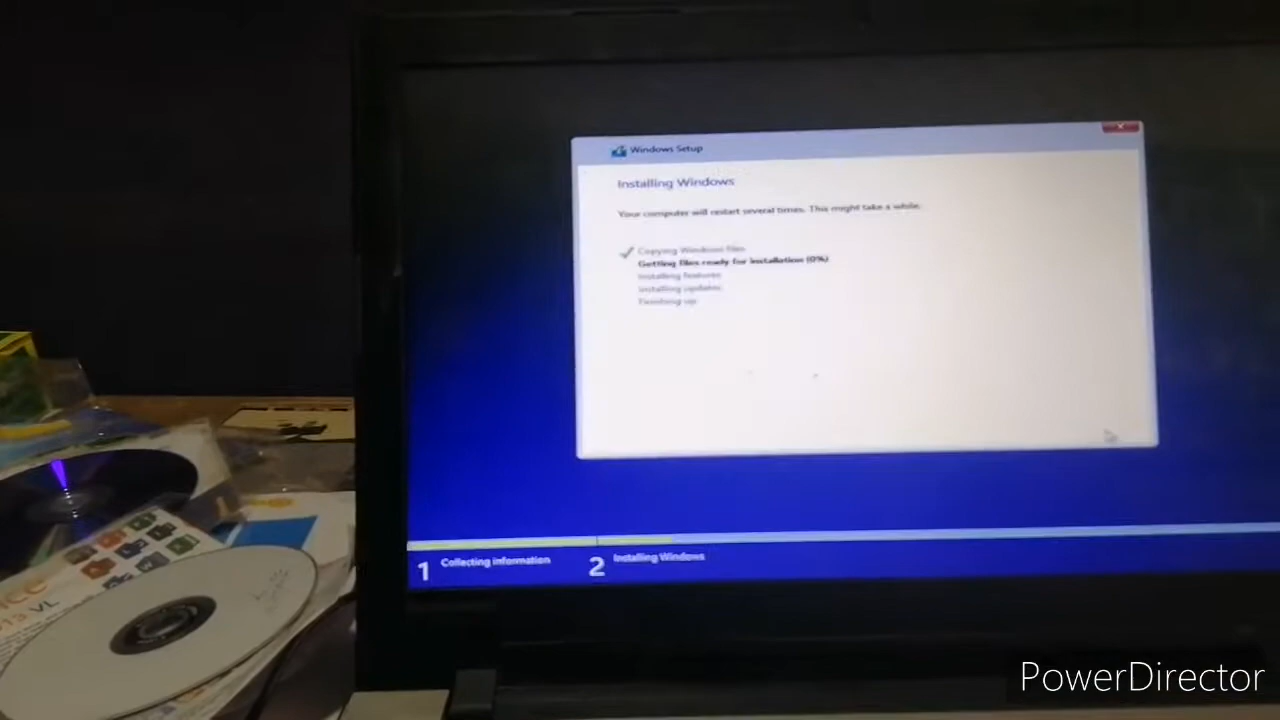 Windows Setup
Installing Windows
Your computer will restart several times. This might take a while.
Copying Windows files
Getting files ready for installation (0%)
Installing features
Installing updates
Finishing up
1 Collecting information
2 Installing Windows
VL
PowerDirector